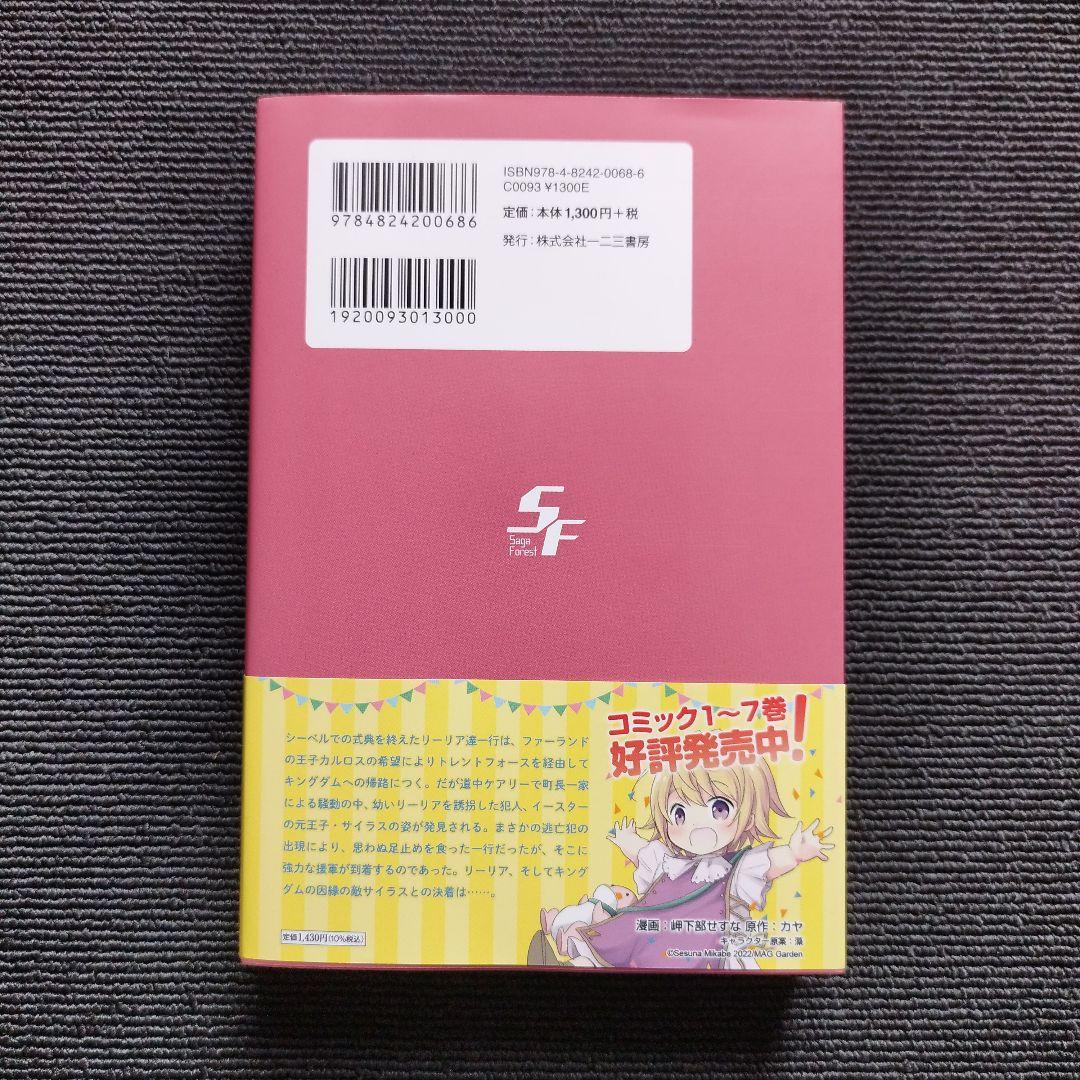 ISBN978-4-8242-0068-6
C0093 ¥1300E
9784824200686
定価：本体1,300円＋税
発行：株式会社一二三書房
1920093013000
SF
Saga
Forest
シーベルでの式典を終えたリーリア達一行は、ファーランド
の王子カルロスの希望によりトレントフォースを経由して
キングダムへの帰路につく。だが道中ケアリーで町長一家
による騒動の中、幼いリーリアを誘拐した犯人、イースター
の元王子・サイラスの姿が発見される。まさかの逃亡犯の
出現により、思わぬ足止めを食った一行だったが、そこに
強力な援軍が到着するのであった。リーリア、そしてキング
ダムの因縁の敵サイラスとの決着は……。
定価1,430円(10%税込)
コミック1〜7巻
好評発売中！
漫画：岬下部せすな 原作：カヤ
キャラクター原案：藻
©Sesuna Mikabe 2022/MAG Garden